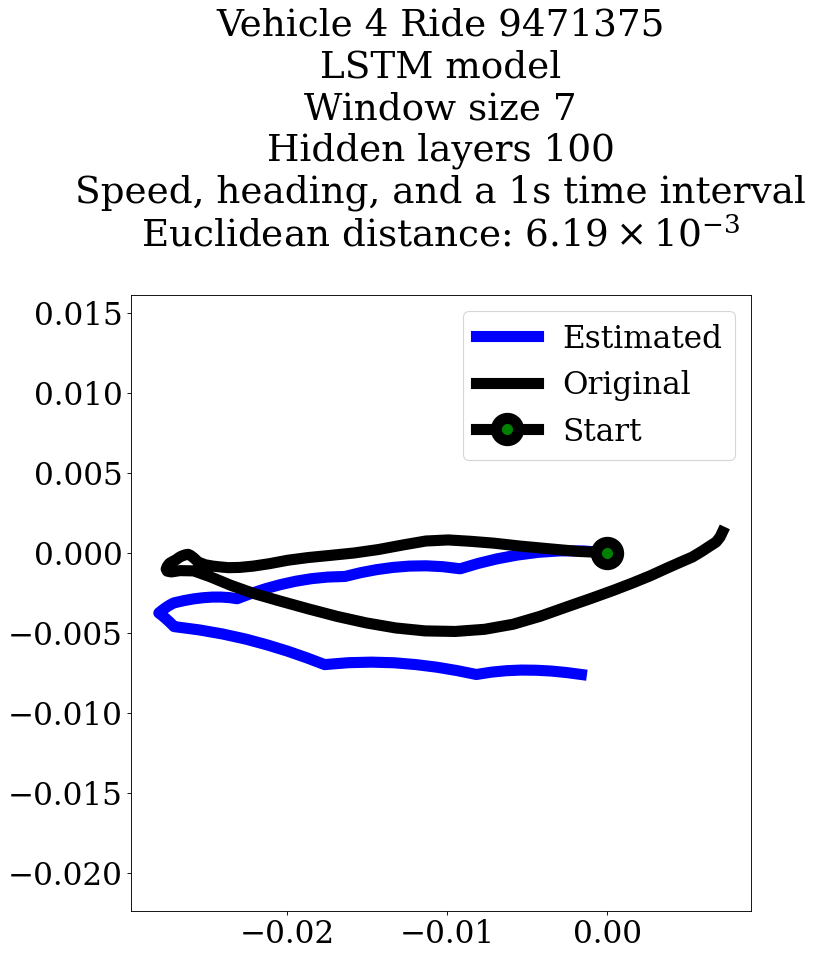 Vehicle 4 Ride 9471375
LSTM model
Window size 7
Hidden layers 100
Speed, heading, and a 1s time interval
Euclidean distance: 6.19 × 10⁻³
Estimated
Original
Start
0.015
0.010
0.005
0.000
−0.005
−0.010
−0.015
−0.020
−0.02 −0.01 0.00